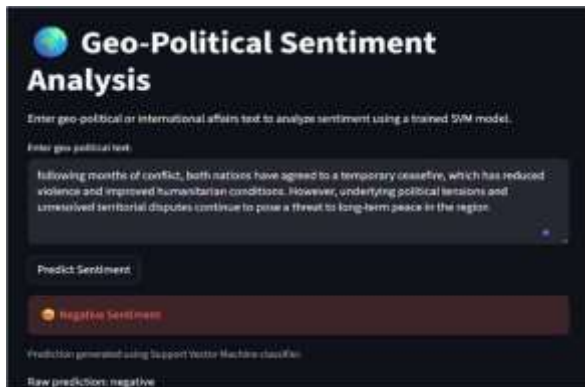 Geo-Political Sentiment
Analysis
Enter geo-political or international affairs text to analyze sentiment using a trained SVM model.
Enter geo political text:
following months of conflict, both nations have agreed to a temporary ceasefire, which has reduced
violence and improved humanitarian conditions. However, underlying political tensions and
unresolved territorial disputes continue to pose a threat to long-term peace in the region.
Predict Sentiment
Negative Sentiment
Prediction generated using Support Vector Machine classifier.
Raw prediction: negative